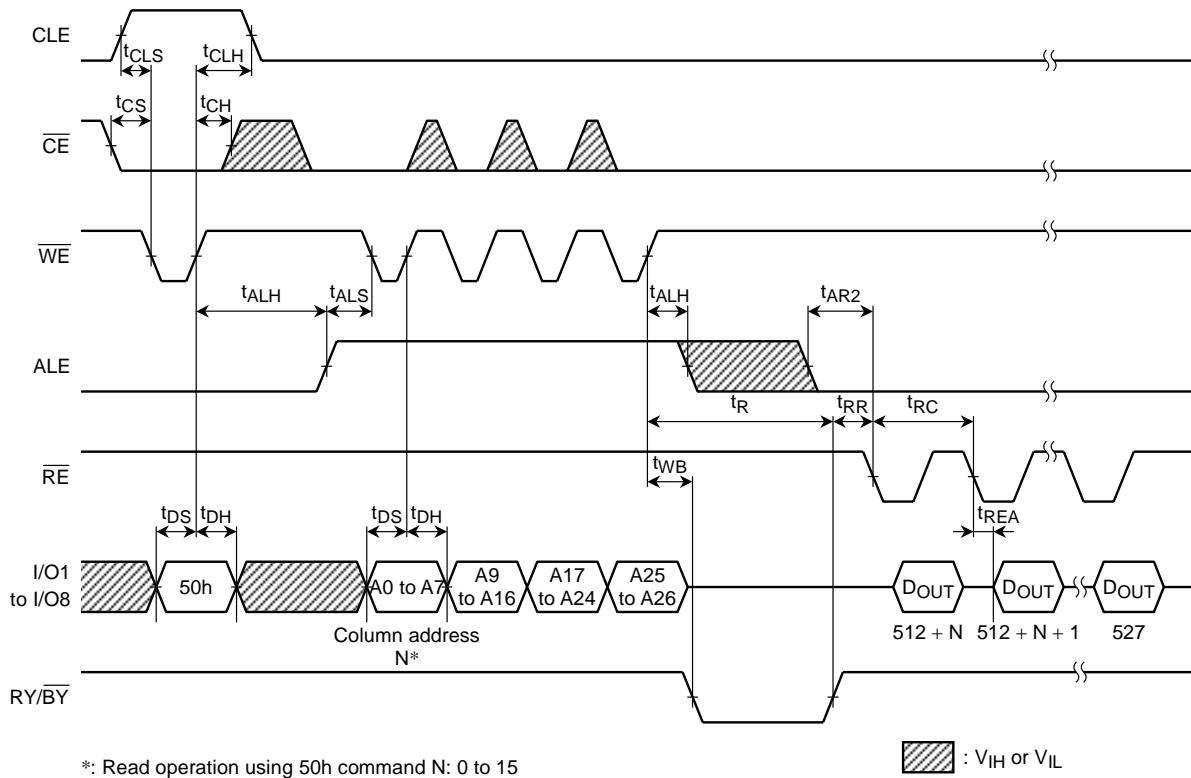 CLE
tCLS
tCLH
tCS
tCH
CE
WE
tALH
tALS
tALH
tAR2
ALE
tR
tRR
tRC
RE
tWB
tDS
tDH
tDS
tDH
tREA
I/O1
to I/O8
50h
A0 to A7
A9
to A16
A17
to A24
A25
to A26
DOUT
DOUT
DOUT
Column address
N*
512 + N
512 + N + 1
527
RY/BY
*: Read operation using 50h command N: 0 to 15
: VIH or VIL